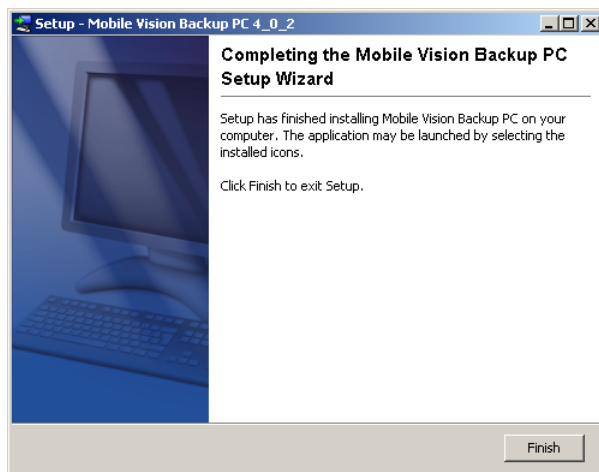 Setup - Mobile Vision Backup PC 4_0_2
Completing the Mobile Vision Backup PC
Setup Wizard
Setup has finished installing Mobile Vision Backup PC on your
computer. The application may be launched by selecting the
installed icons.
Click Finish to exit Setup.
Finish